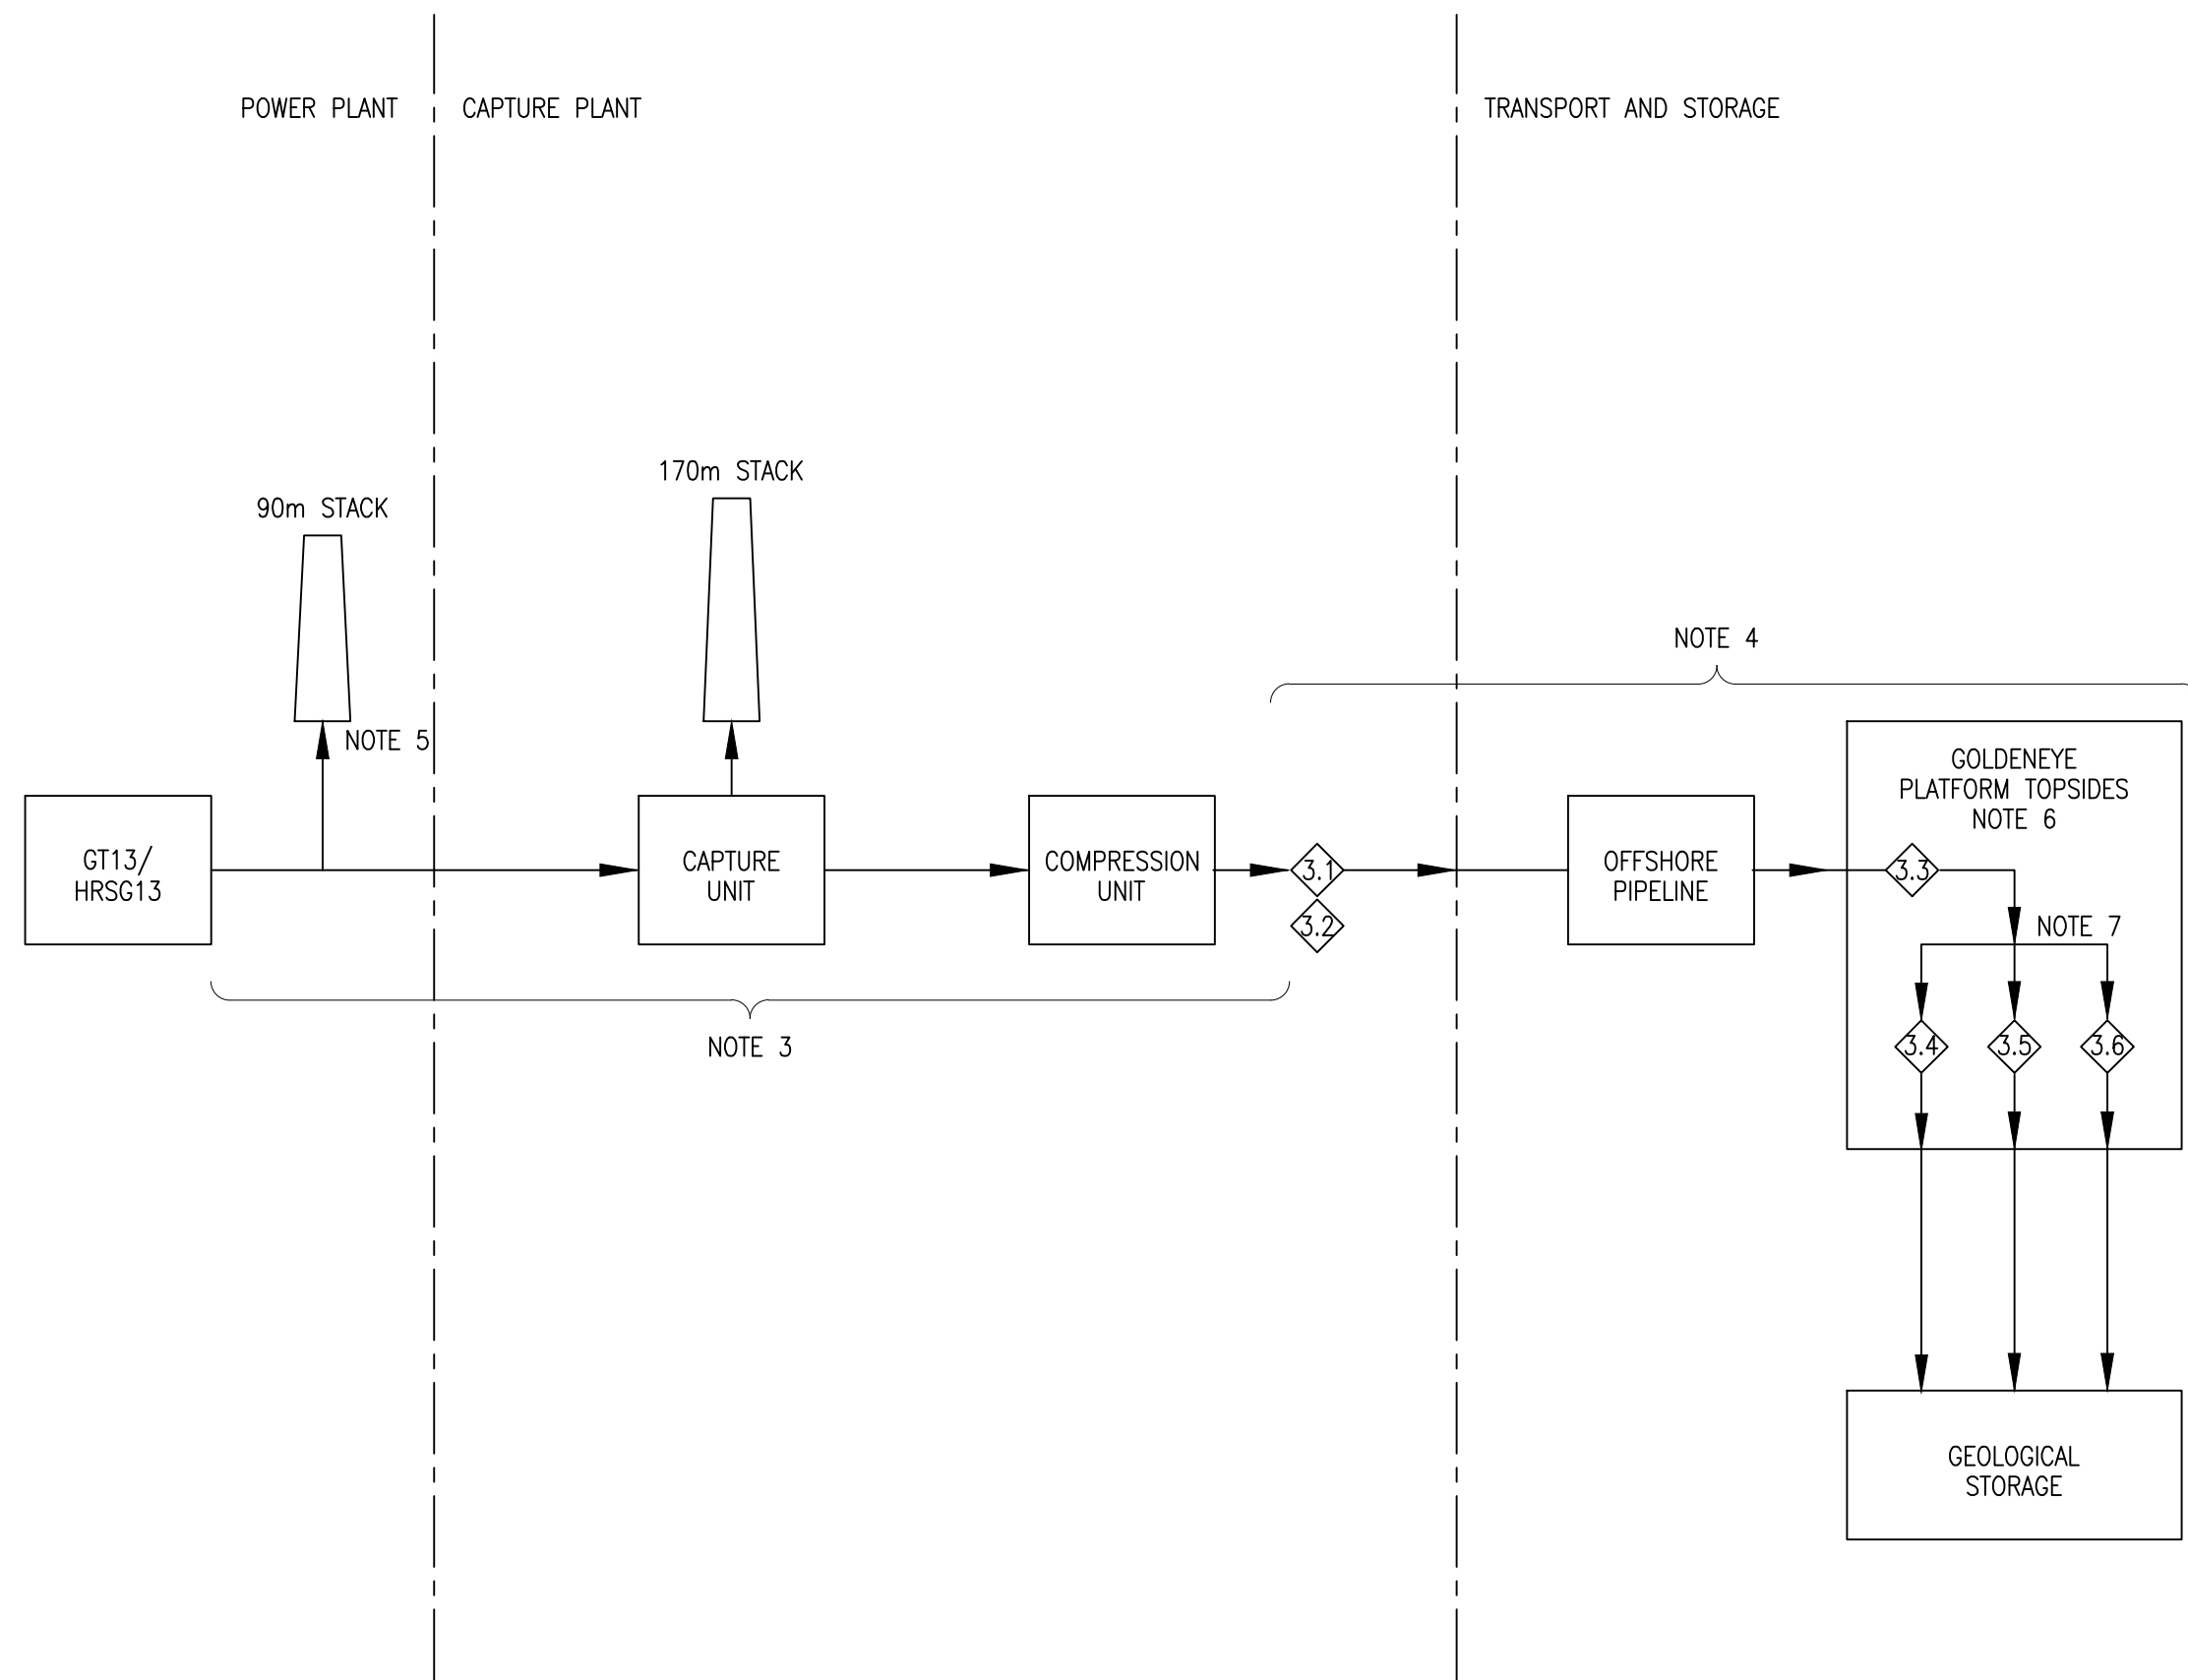 POWER PLANT
CAPTURE PLANT
TRANSPORT AND STORAGE
170m STACK
90m STACK
NOTE 4
NOTE 5
GOLDENEYE
PLATFORM TOPSIDES
NOTE 6
GT13/
HRSG13
CAPTURE
UNIT
COMPRESSION
UNIT
3.1
3.2
OFFSHORE
PIPELINE
3.3
NOTE 7
3.4
3.5
3.6
NOTE 3
GEOLOGICAL
STORAGE